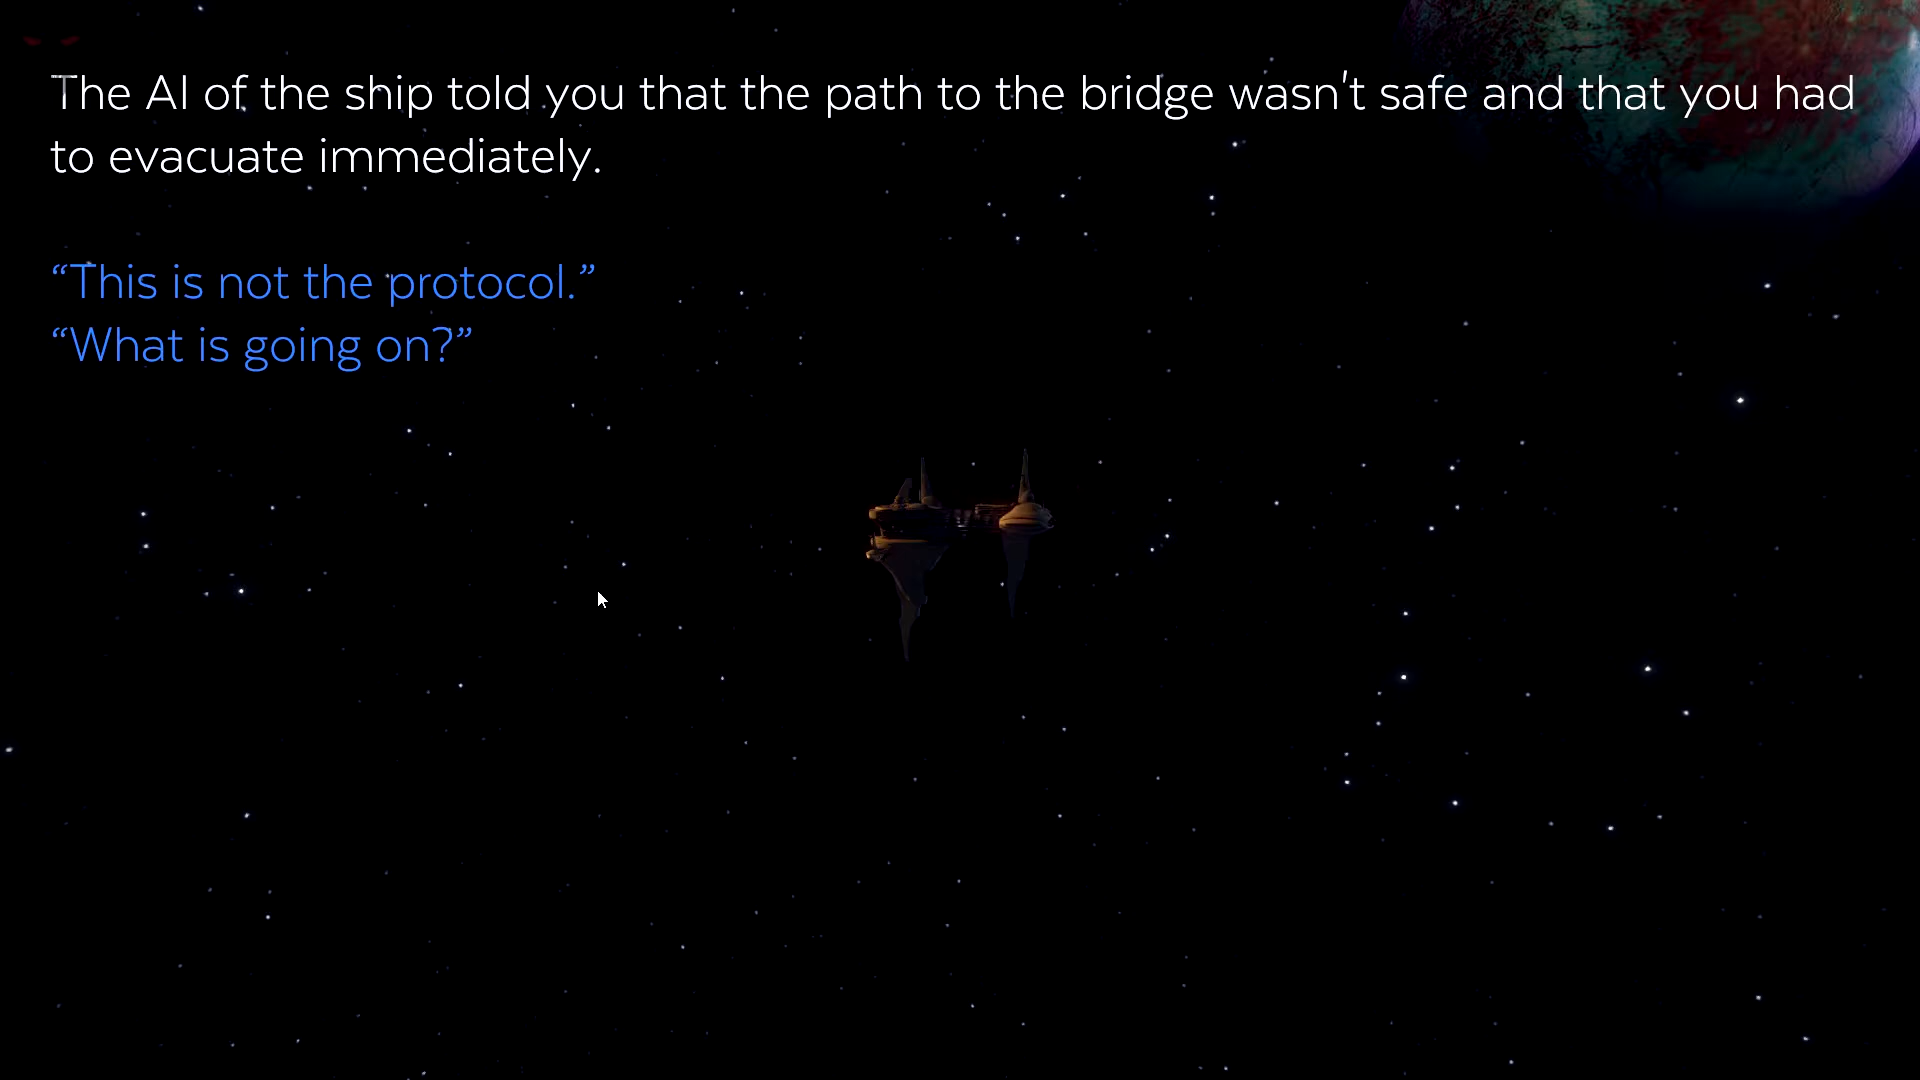 The AI of the ship told you that the path to the bridge wasn't safe and that you had
to evacuate immediately.
“This is not the protocol.”
“What is going on?”